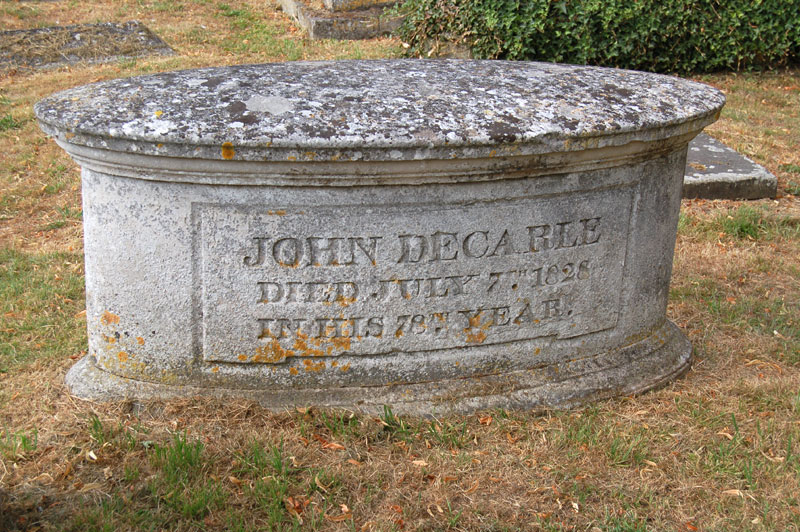 JOHN DECARLE
DIED JULY 7TH 1828
IN HIS 78TH YEAR.